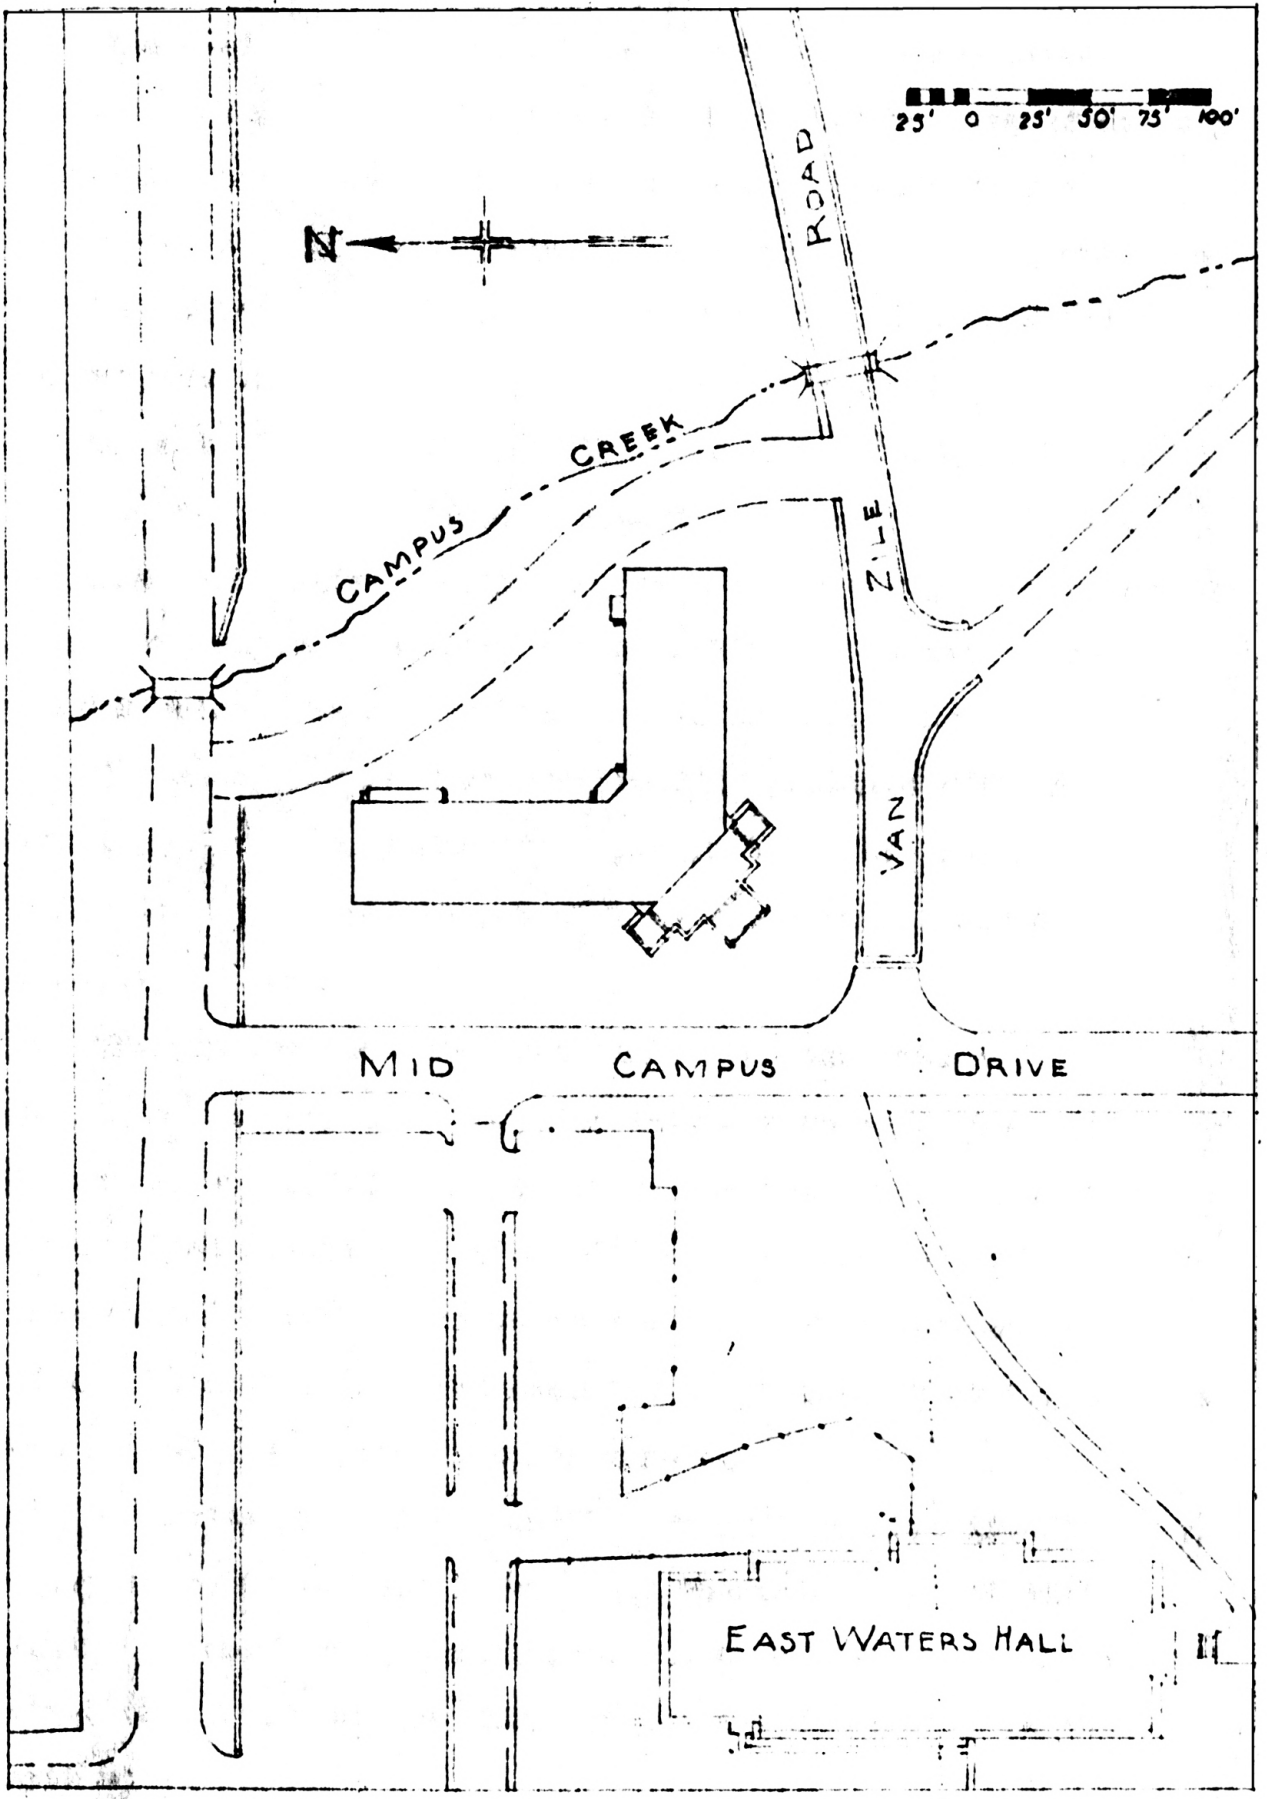 25' 0 25' 50' 75' 100'
ROAD
N
CREEK
CAMPUS
ZILE
VAN
MID CAMPUS DRIVE
EAST WATERS HALL